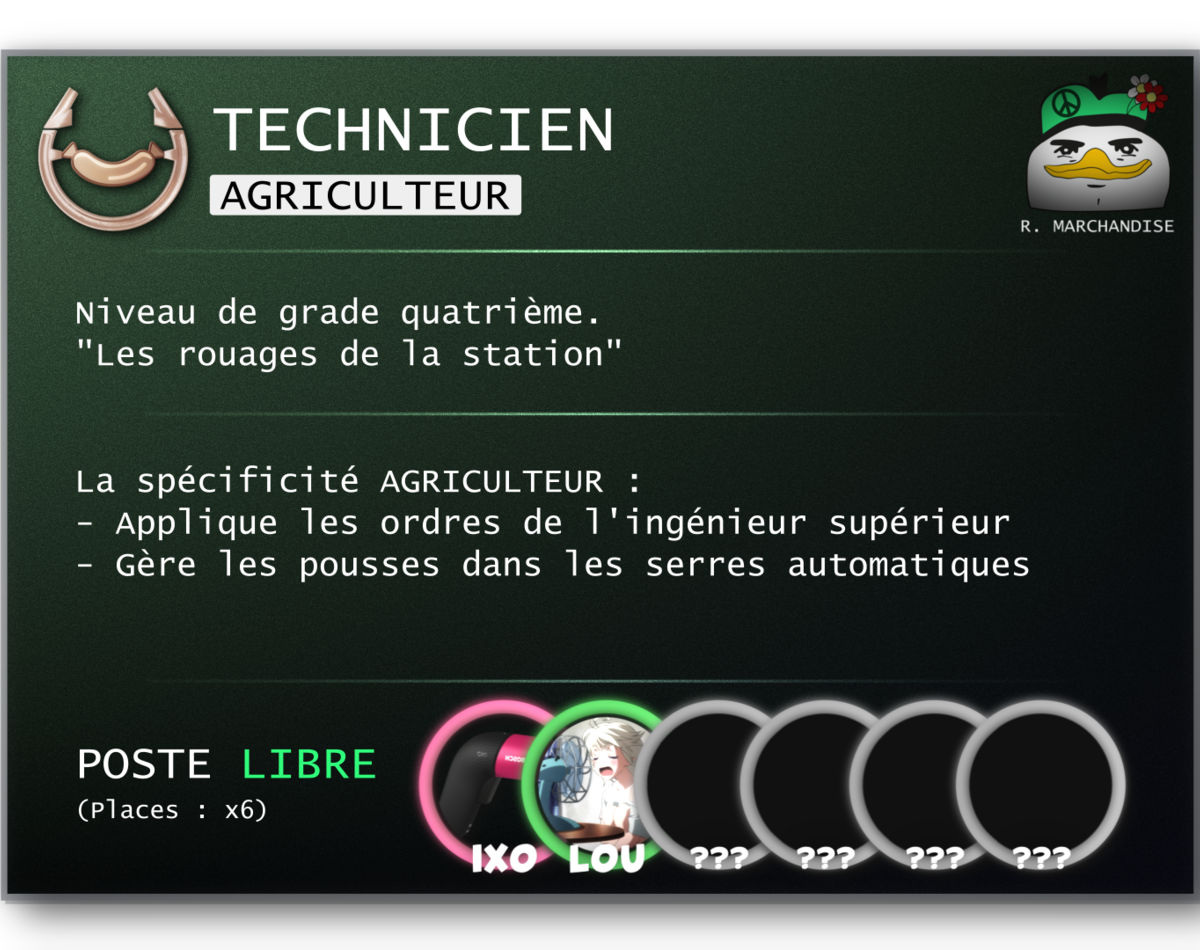 TECHNICIEN
AGRICULTEUR
R. MARCHANDISE
Niveau de grade quatrième.
"Les rouages de la station"
La spécificité AGRICULTEUR :
- Applique les ordres de l'ingénieur supérieur
- Gère les pousses dans les serres automatiques
POSTE LIBRE
(Places : x6)
BOSCH
IXO LOU ??? ??? ??? ???